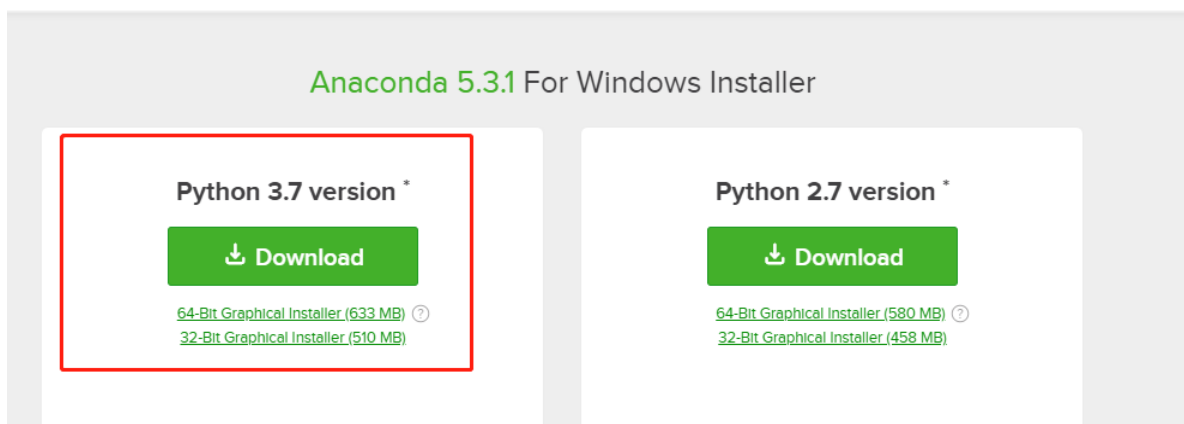 Anaconda 5.3.1 For Windows Installer
Python 3.7 version *
Download
64-Bit Graphical Installer (633 MB) ?
32-Bit Graphical Installer (510 MB)
Python 2.7 version *
Download
64-Bit Graphical Installer (580 MB) ?
32-Bit Graphical Installer (458 MB)